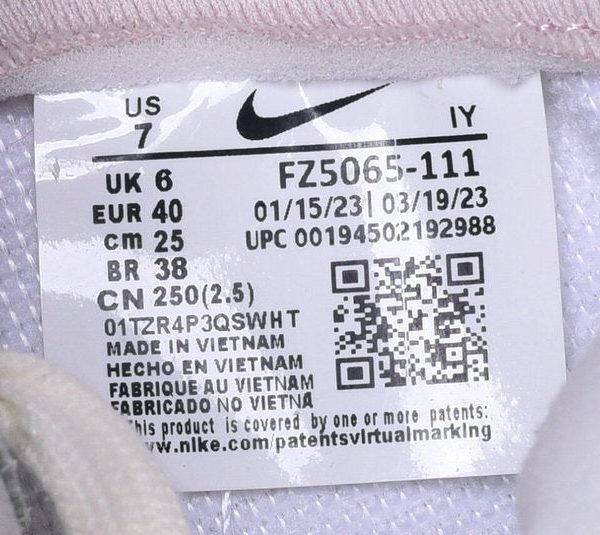 US
7
IY
UK 6
FZ5065-111
EUR 40
01/15/23| 03/19/23
cm 25
UPC 00194502192988
BR 38
CN 250(2.5)
01TZR4P3QSWHT
MADE IN VIETNAM
HECHO EN VIETNAM
FABRIQUE AU VIETNAM
FABRICADO NO VIETNA
his product is covered by one or more patents:
w.nike.com/patentsvirtualmarking